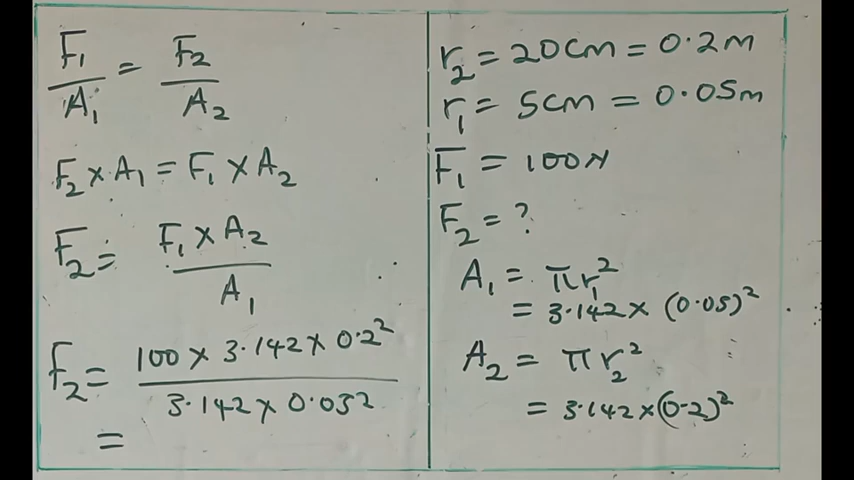 F₁/A₁ = F₂/A₂
F₂ × A₁ = F₁ × A₂
F₂ = F₁ × A₂ / A₁
F₂ = 100 × 3.142 × 0.2² / 3.142 × 0.05²
=
r₂ = 20cm = 0.2m
r₁ = 5cm = 0.05m
F₁ = 100N
F₂ = ?
A₁ = πr₁²
= 3.142 × (0.05)²
A₂ = πr₂²
= 3.142 × (0.2)²